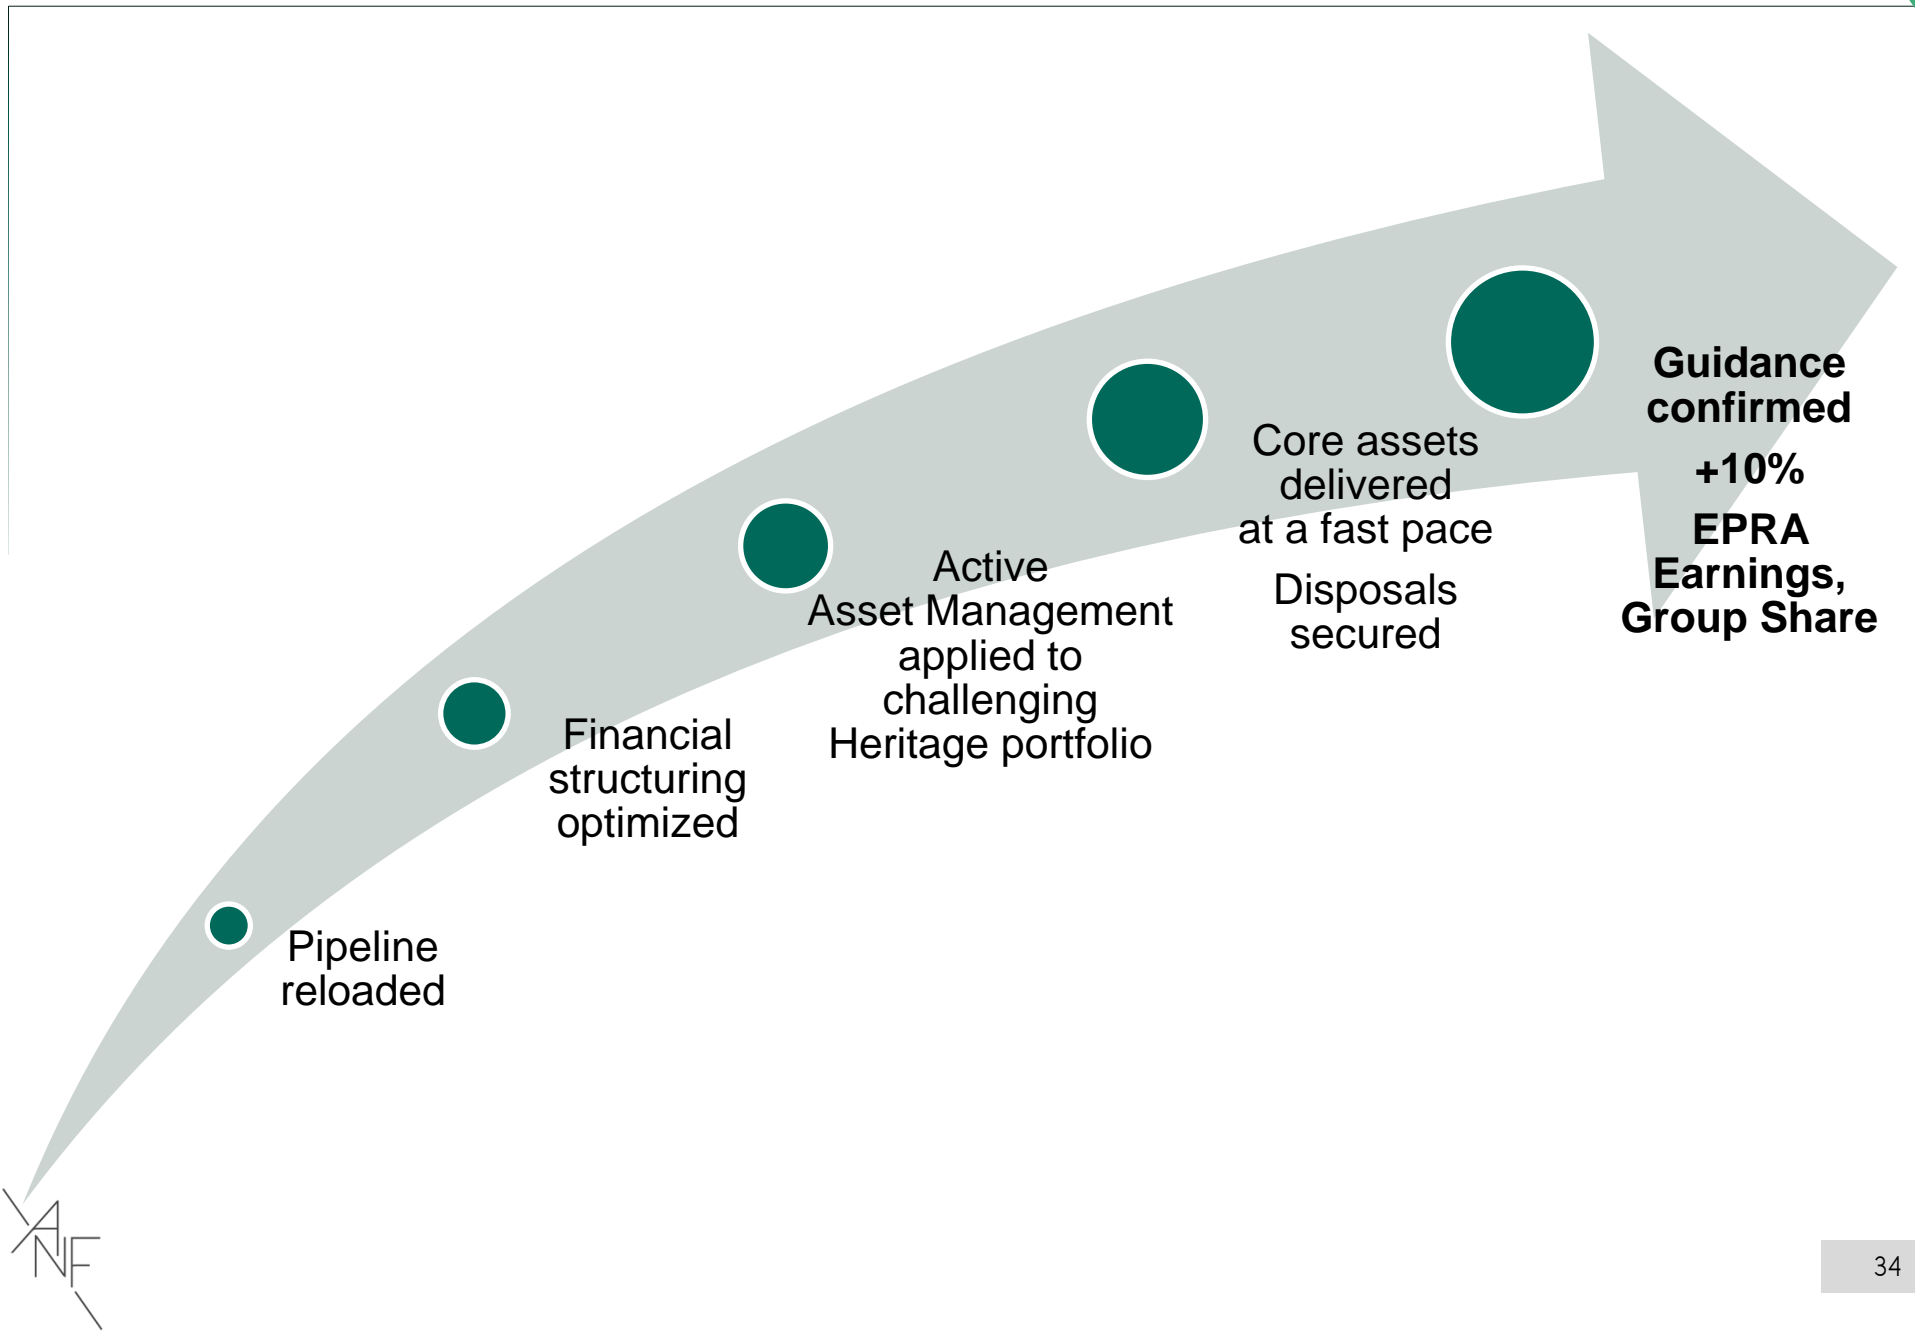 Pipeline
reloaded
Financial
structuring
optimized
Active
Asset Management
applied to
challenging
Heritage portfolio
Core assets
delivered
at a fast pace
Disposals
secured
Guidance
confirmed
+10%
EPRA
Earnings,
Group Share
ANF
34